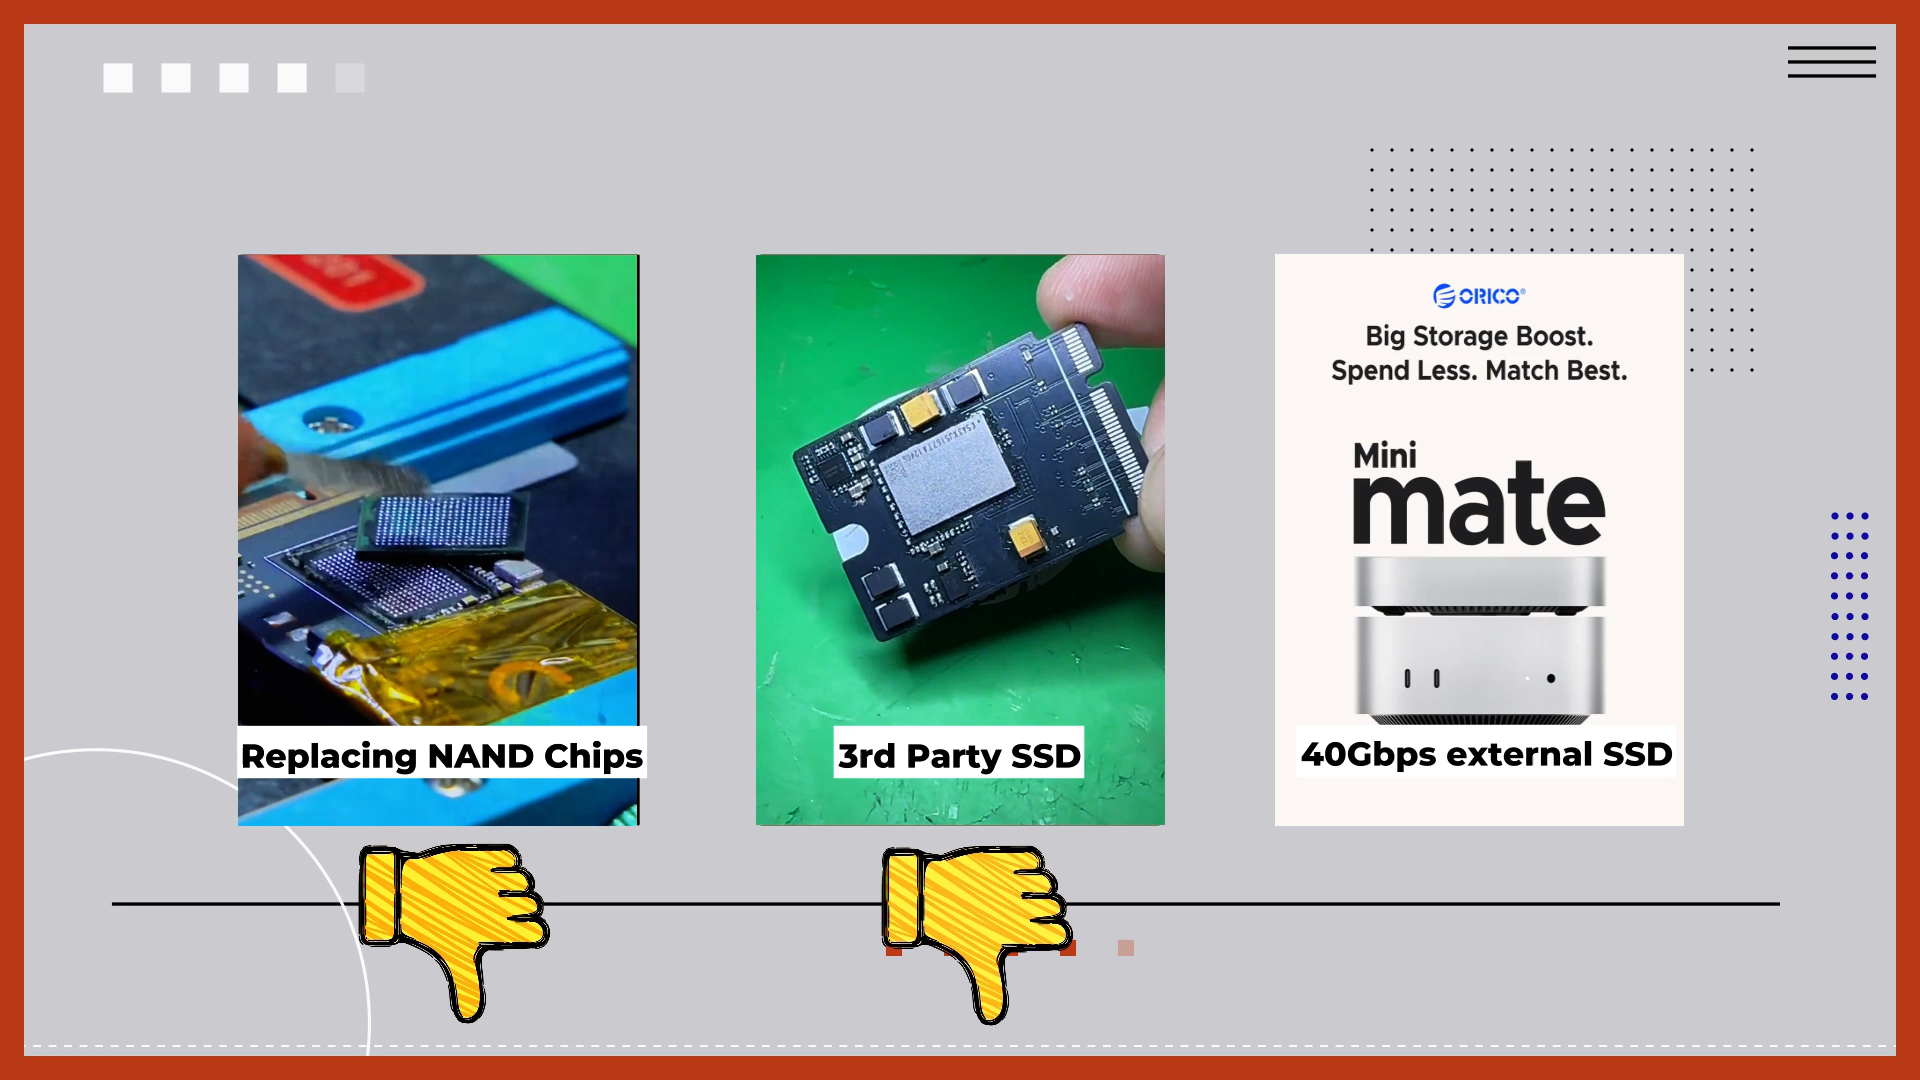 ORICO®
Big Storage Boost.
Spend Less. Match Best.
Mini
mate
Replacing NAND Chips
3rd Party SSD
40Gbps external SSD